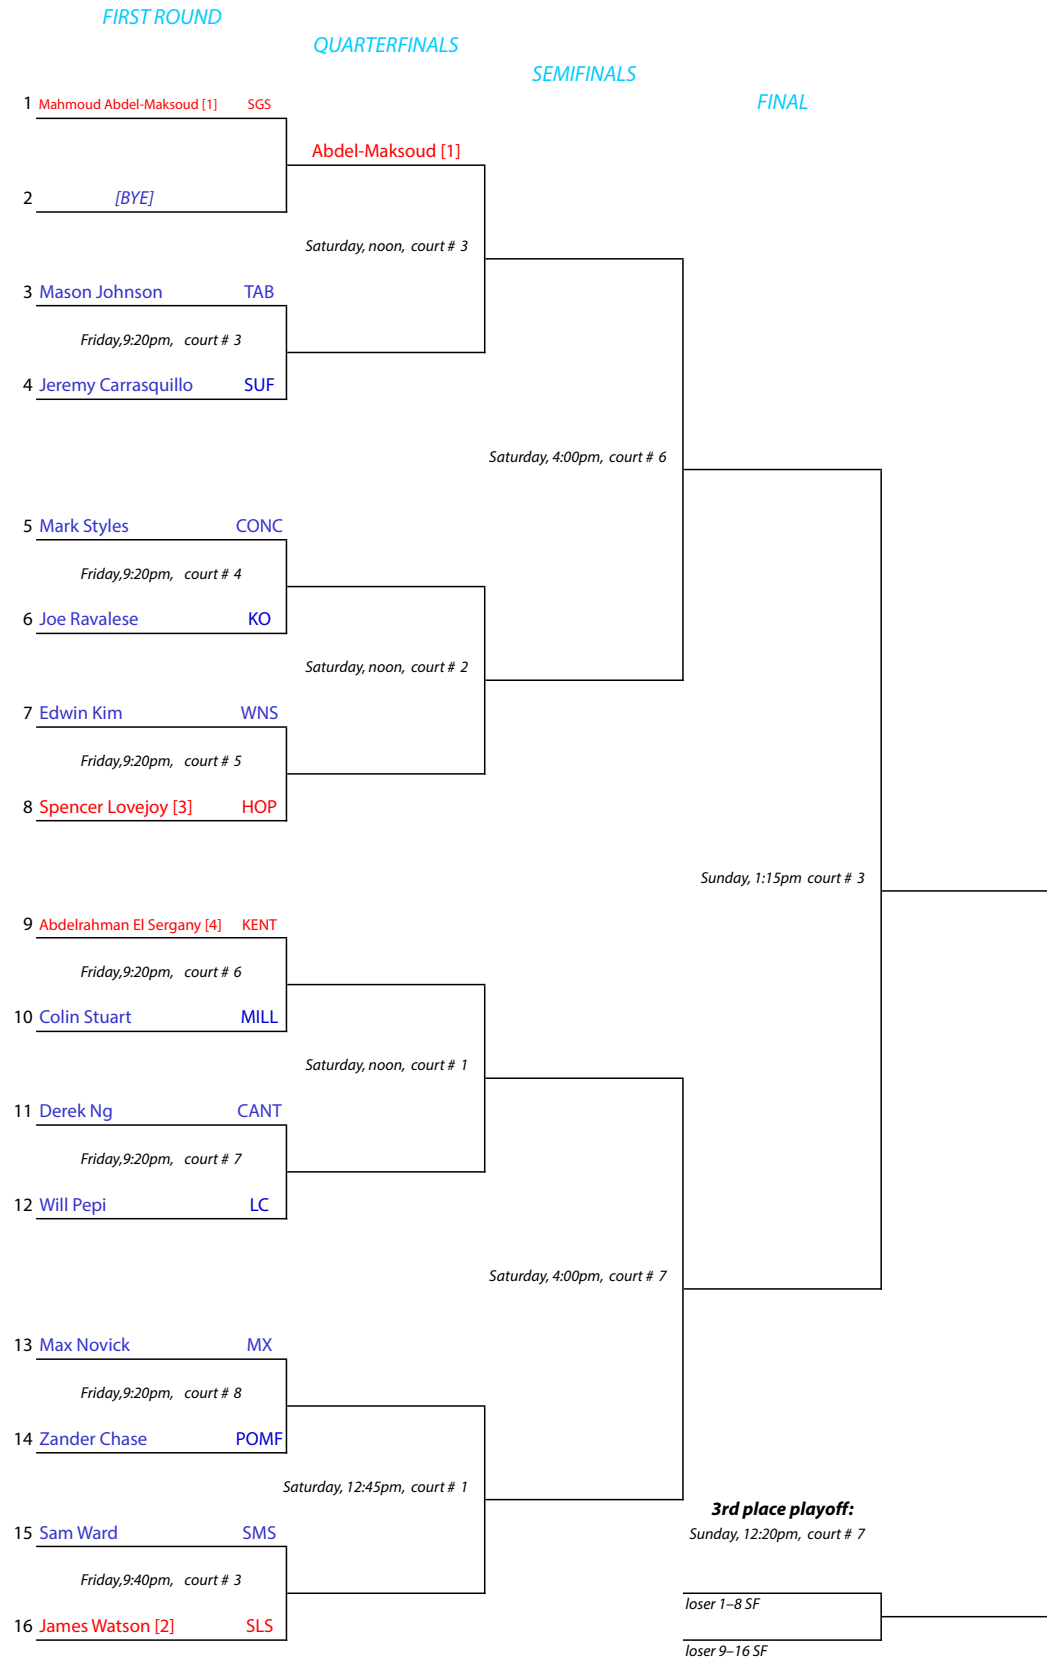 FIRST ROUND
QUARTERFINALS
SEMIFINALS
FINAL
1 Mahmoud Abdel-Maksoud [1] SGS
Abdel-Maksoud [1]
2 [BYE]
Saturday, noon, court # 3
3 Mason Johnson TAB
Friday,9:20pm, court # 3
4 Jeremy Carrasquillo SUF
Saturday, 4:00pm, court # 6
5 Mark Styles CONC
Friday,9:20pm, court # 4
6 Joe Ravalese KO
Saturday, noon, court # 2
7 Edwin Kim WNS
Friday,9:20pm, court # 5
8 Spencer Lovejoy [3] HOP
Sunday, 1:15pm court # 3
9 Abdelrahman El Sergany [4] KENT
Friday,9:20pm, court # 6
10 Colin Stuart MILL
Saturday, noon, court # 1
11 Derek Ng CANT
Friday,9:20pm, court # 7
12 Will Pepi LC
Saturday, 4:00pm, court # 7
13 Max Novick MX
Friday,9:20pm, court # 8
14 Zander Chase POMF
Saturday, 12:45pm, court # 1
3rd place playoff:
15 Sam Ward SMS
Sunday, 12:20pm, court # 7
Friday,9:40pm, court # 3
loser 1–8 SF
16 James Watson [2] SLS
loser 9–16 SF